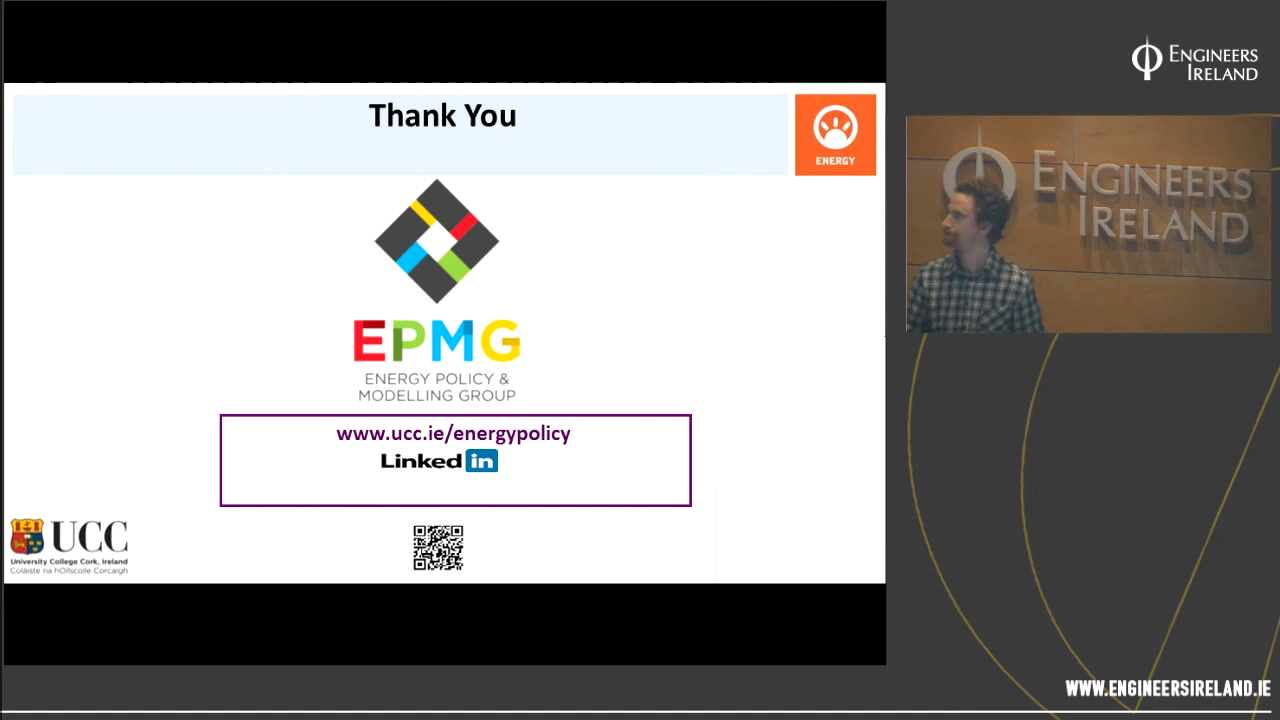 Thank You
ENERGY
EPMG
ENERGY POLICY &
MODELLING GROUP
www.ucc.ie/energypolicy
Linked in
UCC
University College Cork, Ireland
Coláiste na hOllscoile Corcaigh
ENGINEERS
IRELAND
ENGINEERS
IRELAND
WWW.ENGINEERSIRELAND.IE